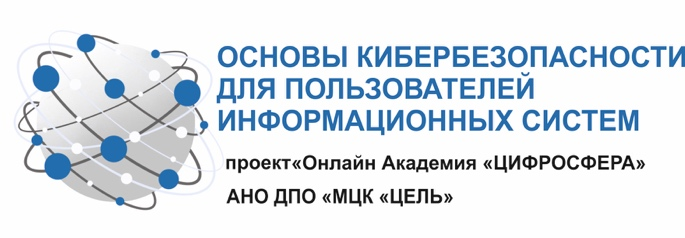 ОСНОВЫ КИБЕРБЕЗОПАСНОСТИ
ДЛЯ ПОЛЬЗОВАТЕЛЕЙ
ИНФОРМАЦИОННЫХ СИСТЕМ
проект«Онлайн Академия «ЦИФРОСФЕРА»
АНО ДПО «МЦК «ЦЕЛЬ»